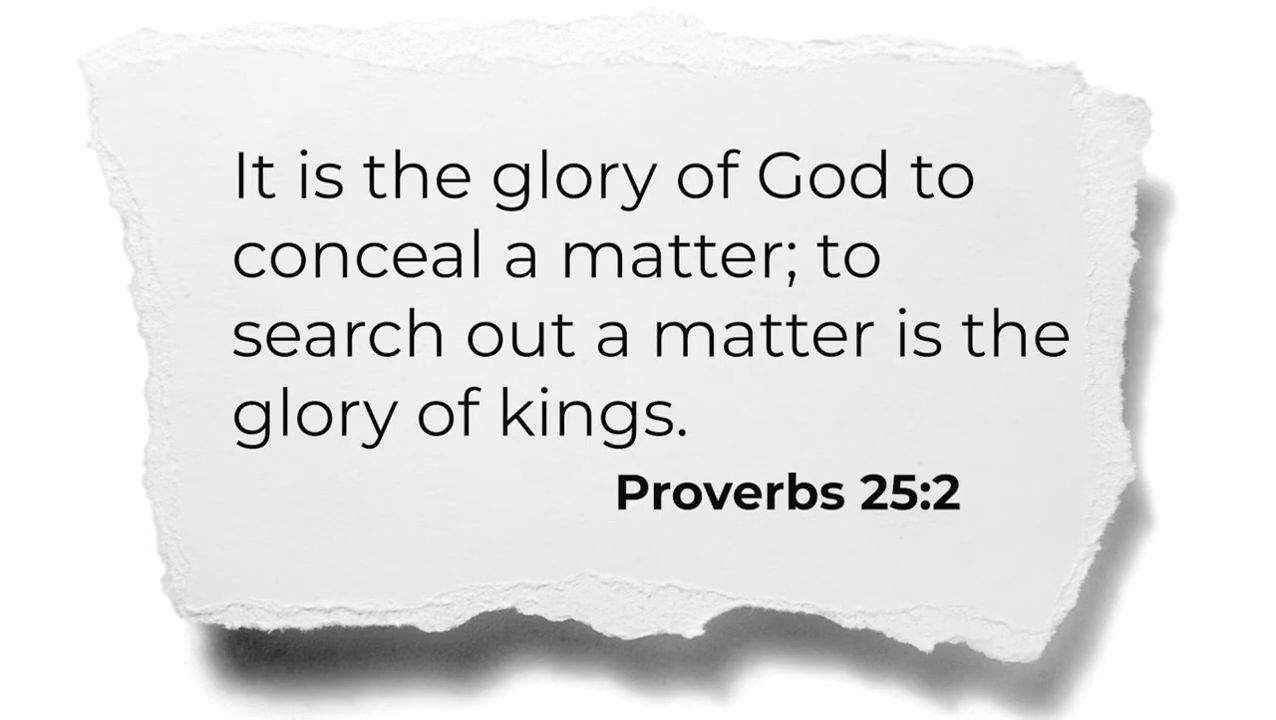 It is the glory of God to
conceal a matter; to
search out a matter is the
glory of kings.
Proverbs 25:2